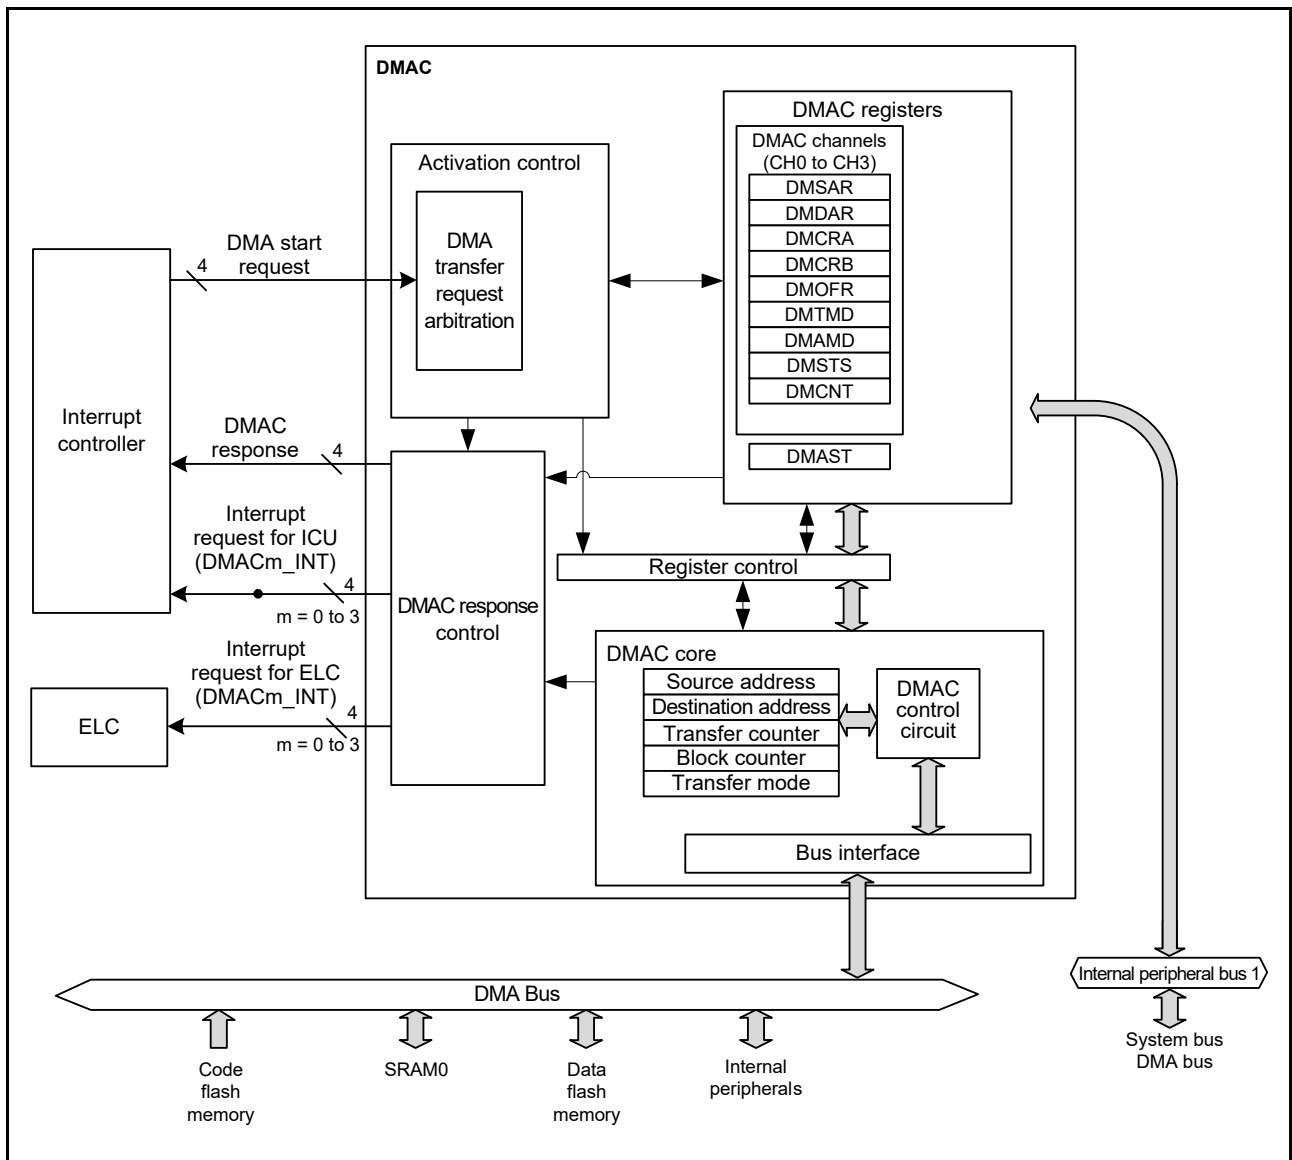 DMAC
DMAC registers
DMAC channels
(CH0 to CH3)
DMSAR
DMDAR
DMCRA
DMCRB
DMOFR
DMTMD
DMAMD
DMSTS
DMCNT
DMAST
Activation control
DMA
transfer
request
arbitration
DMA start
request
4
Interrupt
controller
DMAC
response
4
Interrupt
request for ICU
(DMACm_INT)
4
m = 0 to 3
DMAC response
control
Register control
Interrupt
request for ELC
(DMACm_INT)
4
m = 0 to 3
ELC
DMAC core
Source address
Destination address
Transfer counter
Block counter
Transfer mode
DMAC
control
circuit
Bus interface
DMA Bus
Internal peripheral bus 1
System bus
DMA bus
Code
flash
memory
SRAM0
Data
flash
memory
Internal
peripherals